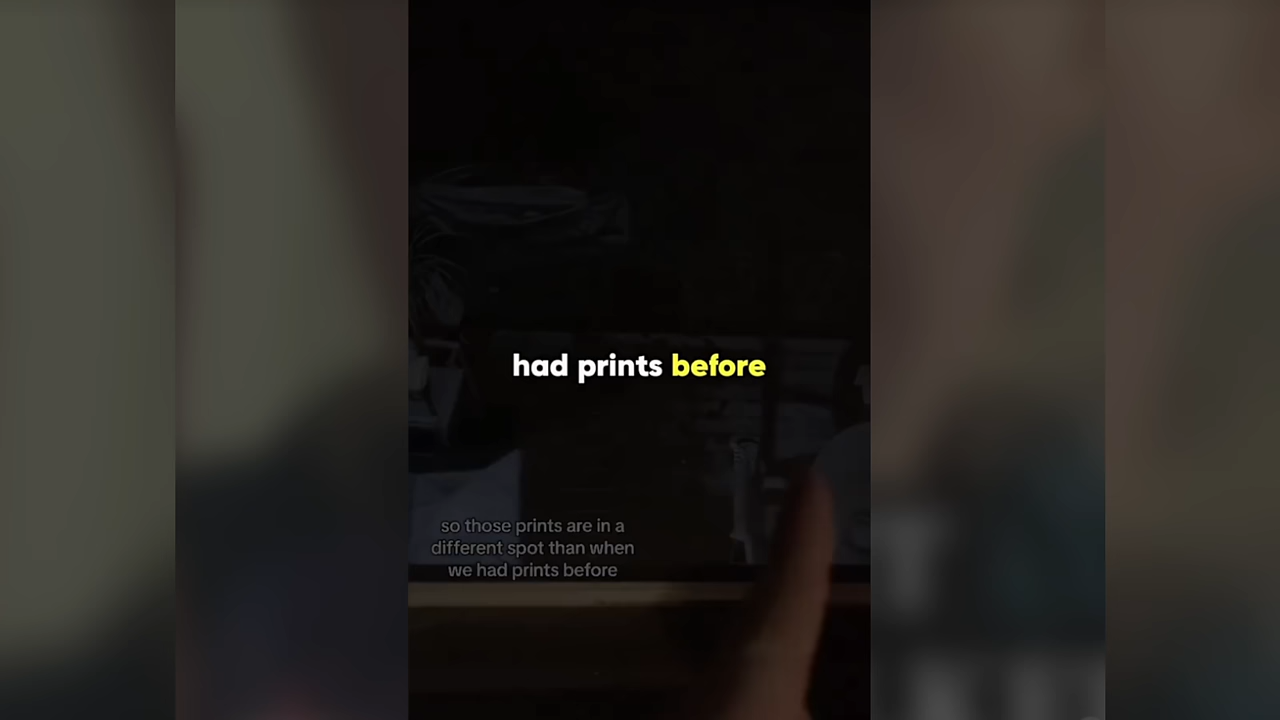 had prints before
so those prints are in a
different spot than when
we had prints before